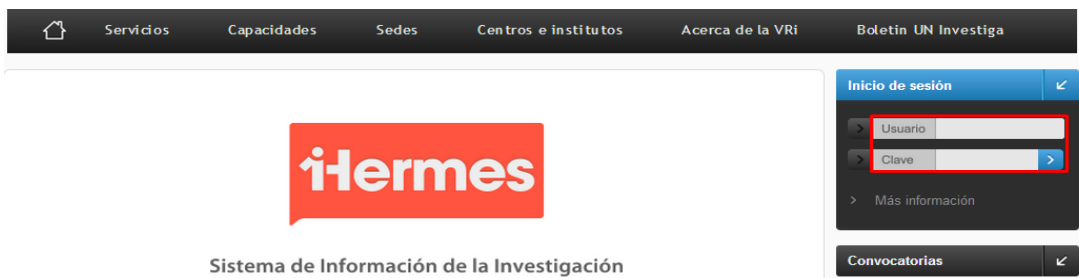 Servicios Capacidades Sedes Centros e institutos Acerca de la VRi Boletin UN Investiga
Inicio de sesión
Usuario
Clave
Más información
Hermes
Sistema de Información de la Investigación
Convocatorias